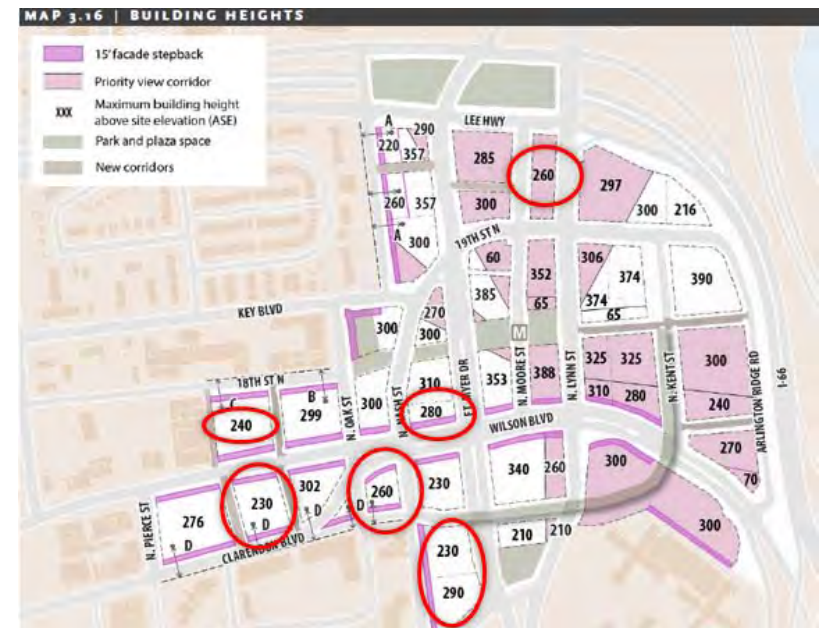 MAP 3.16 | BUILDING HEIGHTS
15' facade stepback
Priority view corridor
XXX Maximum building height
above site elevation (ASE)
Park and plaza space
New corridors
LEE HWY
A
290
220
357
285
260
297
260
357
300
300
216
A
300
19TH ST N
60
352
306
374
390
385
374
65
65
KEY BLVD
270
300
300
M
18TH ST N
325
325
300
353
388
310
C
B
N. OAK ST
300
N. NASH ST
280
FT. MYER DR
N. MOORE ST
N. LYNN ST
310
280
N. KENT ST
240
ARLINGTON RIDGE RD
I-66
240
299
WILSON BLVD
270
70
302
260
230
340
260
300
N. PIERCE ST
276
230
D
D
D
D
CLARENDON BLVD
210
210
300
230
290